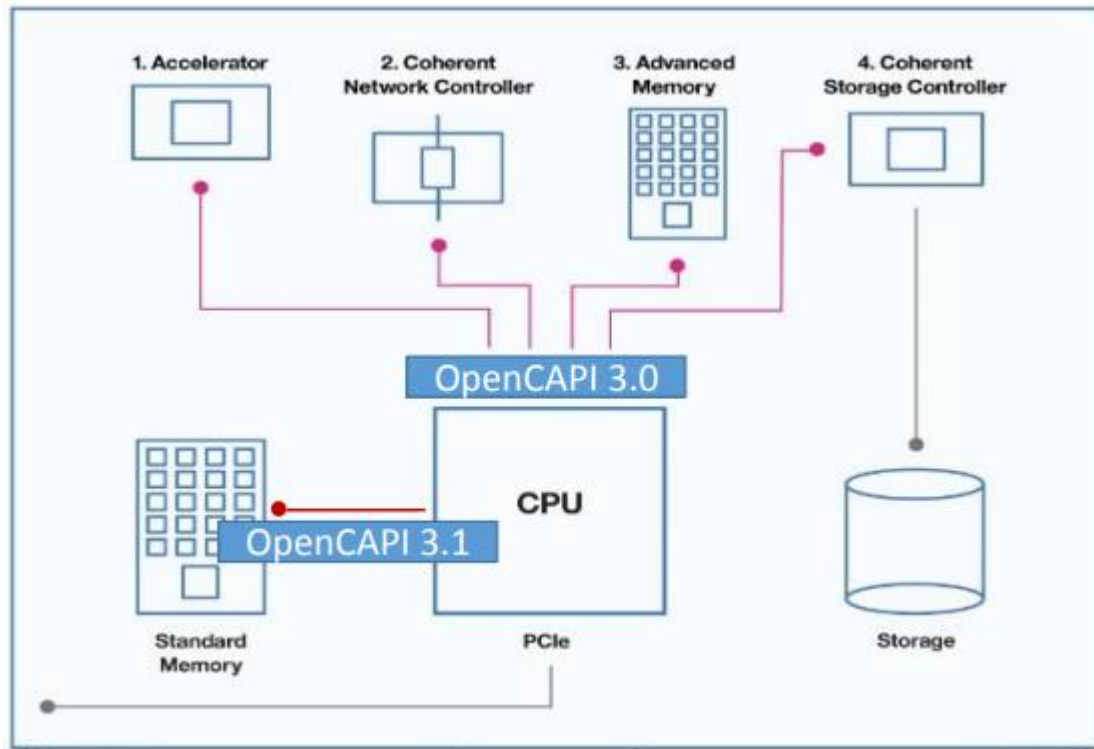 1. Accelerator
2. Coherent
Network Controller
3. Advanced
Memory
4. Coherent
Storage Controller
OpenCAPI 3.0
CPU
OpenCAPI 3.1
Standard
Memory
PCIe
Storage